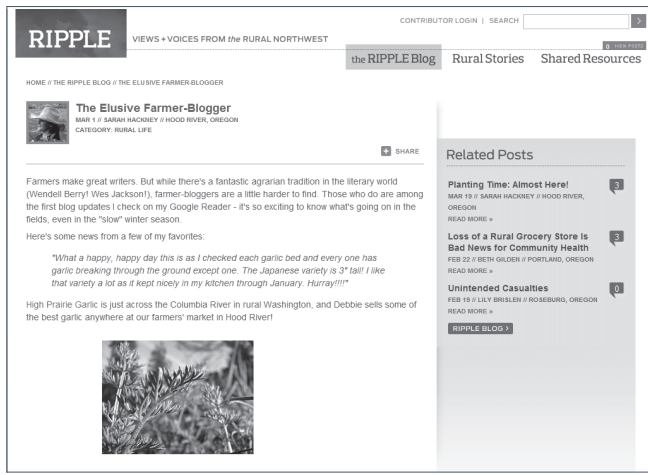 CONTRIBUTOR LOGIN | SEARCH
RIPPLE
VIEWS + VOICES FROM the RURAL NORTHWEST
0 NEW POSTS
the RIPPLE Blog Rural Stories Shared Resources
HOME // THE RIPPLE BLOG // THE ELUSIVE FARMER-BLOGGER
The Elusive Farmer-Blogger
MAR 1 // SARAH HACKNEY // HOOD RIVER, OREGON
CATEGORY: RURAL LIFE
+ SHARE
Farmers make great writers. But while there's a fantastic agrarian tradition in the literary world
(Wendell Berry! Wes Jackson!), farmer-bloggers are a little harder to find. Those who do are among
the first blog updates I check on my Google Reader - it's so exciting to know what's going on in the
fields, even in the "slow" winter season.
Here's some news from a few of my favorites:
"What a happy, happy day this is as I checked each garlic bed and every one has
garlic breaking through the ground except one. The Japanese variety is 3" tall! I like
that variety a lot as it kept nicely in my kitchen through January. Hurray!!!!"
High Prairie Garlic is just across the Columbia River in rural Washington, and Debbie sells some of
the best garlic anywhere at our farmers' market in Hood River!
Related Posts
Planting Time: Almost Here!
3
MAR 19 // SARAH HACKNEY // HOOD RIVER,
OREGON
READ MORE »
Loss of a Rural Grocery Store Is
3
Bad News for Community Health
FEB 22 // BETH GILDEN // PORTLAND, OREGON
READ MORE »
Unintended Casualties
0
FEB 19 // LILY BRISLEN // ROSEBURG, OREGON
READ MORE »
RIPPLE BLOG >